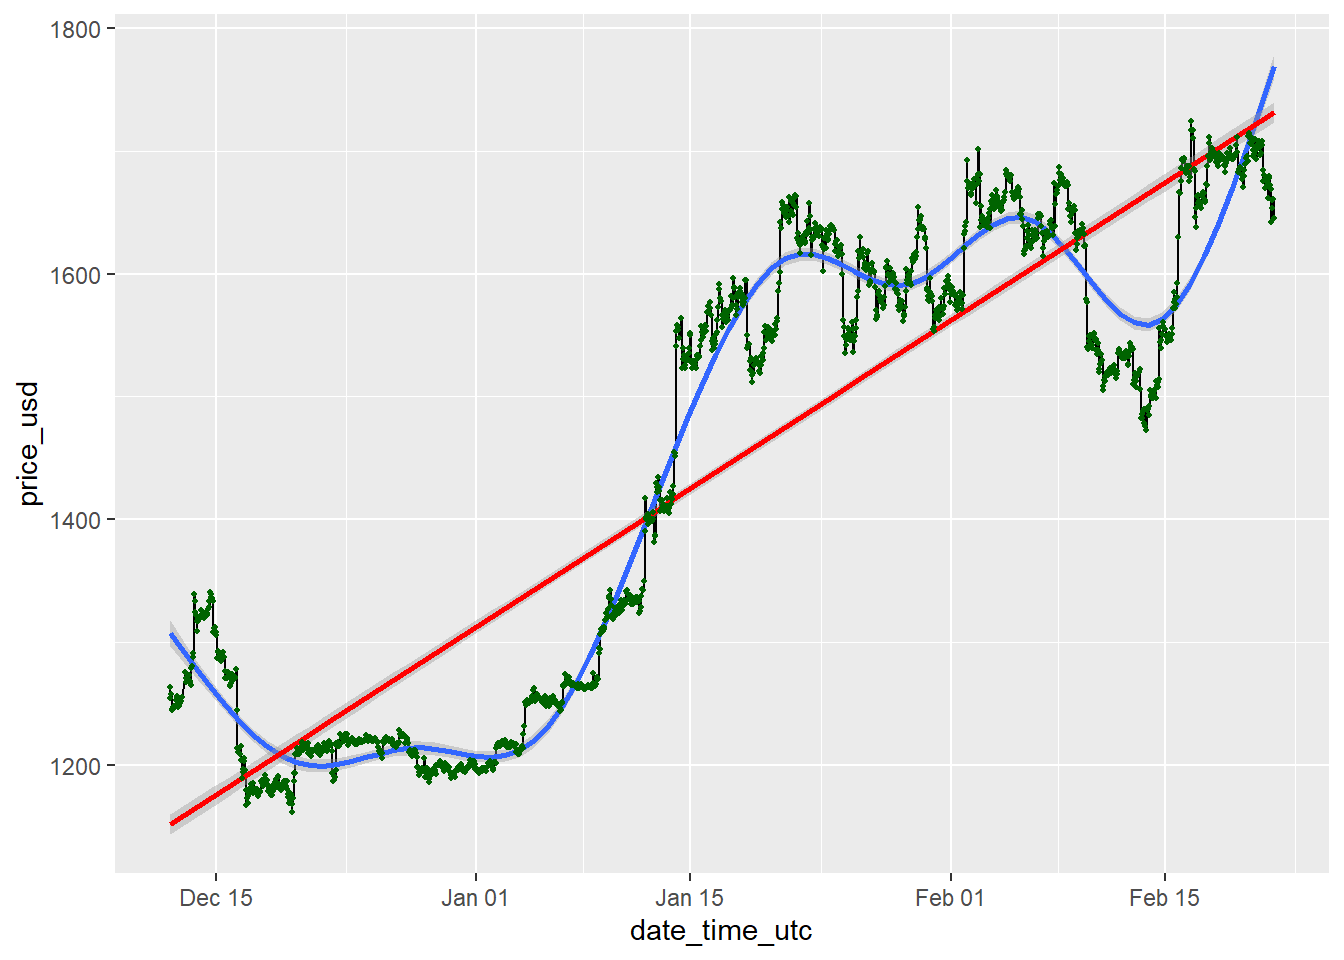 1800
1600
1400
1200
price_usd
Dec 15
Jan 01
Jan 15
Feb 01
Feb 15
date_time_utc